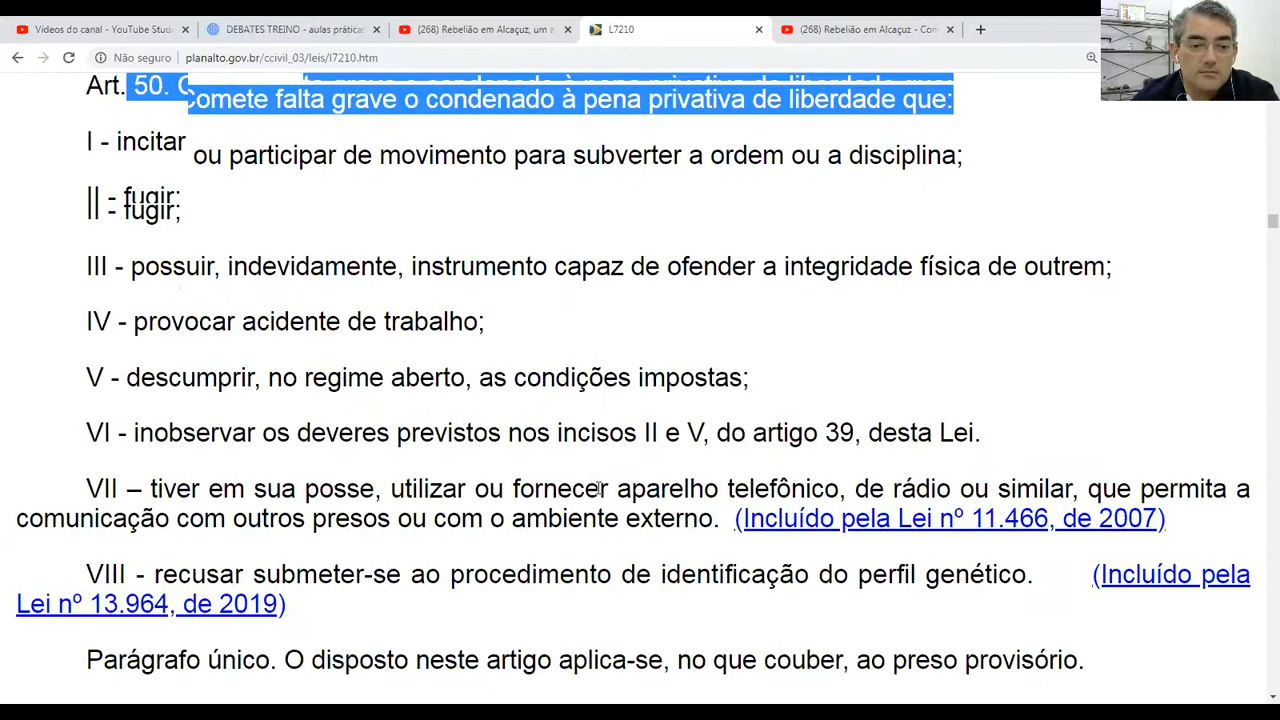 Vídeos do canal - YouTube Studi
DEBATES TREINO - aulas prática
(268) Rebelião em Alcaçuz, um a
L7210
(268) Rebelião em Alcaçuz - Com
Não seguro
planalto.gov.br/ccivil_03/leis/l7210.htm
Art. 50. Comete falta grave o condenado à pena privativa de liberdade que:
I - incitar ou participar de movimento para subverter a ordem ou a disciplina;
II - fugir;
III - possuir, indevidamente, instrumento capaz de ofender a integridade física de outrem;
IV - provocar acidente de trabalho;
V - descumprir, no regime aberto, as condições impostas;
VI - inobservar os deveres previstos nos incisos II e V, do artigo 39, desta Lei.
VII – tiver em sua posse, utilizar ou fornecer aparelho telefônico, de rádio ou similar, que permita a
comunicação com outros presos ou com o ambiente externo. (Incluído pela Lei nº 11.466, de 2007)
VIII - recusar submeter-se ao procedimento de identificação do perfil genético. (Incluído pela
Lei nº 13.964, de 2019)
Parágrafo único. O disposto neste artigo aplica-se, no que couber, ao preso provisório.